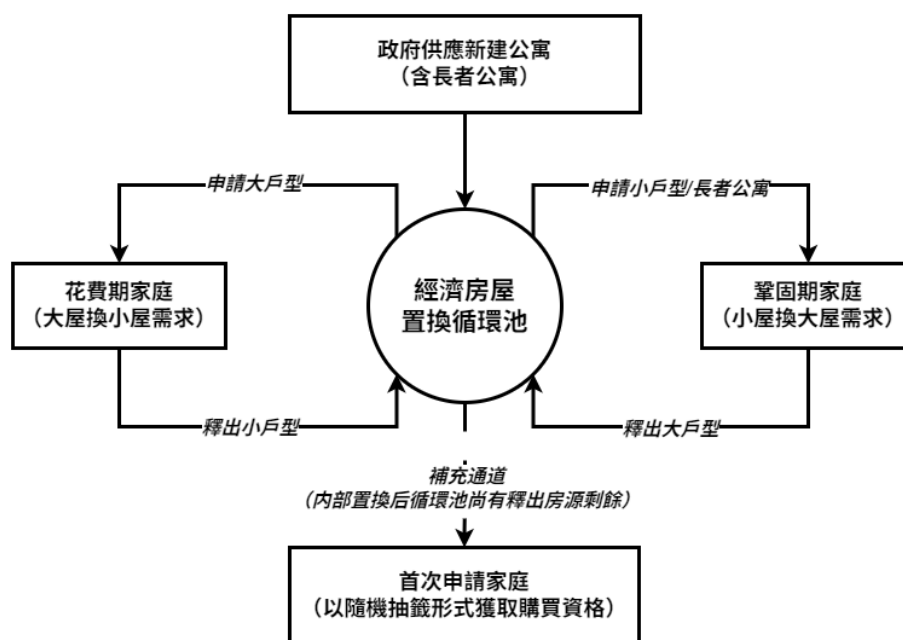 政府供應新建公寓
（含長者公寓）
申請大戶型
申請小戶型/長者公寓
花費期家庭
（大屋換小屋需求）
經濟房屋
置換循環池
鞏固期家庭
（小屋換大屋需求）
釋出小戶型
釋出大戶型
補充通道
（内部置換后循環池尚有釋出房源剩餘）
首次申請家庭
（以隨機抽籤形式獲取購買資格）